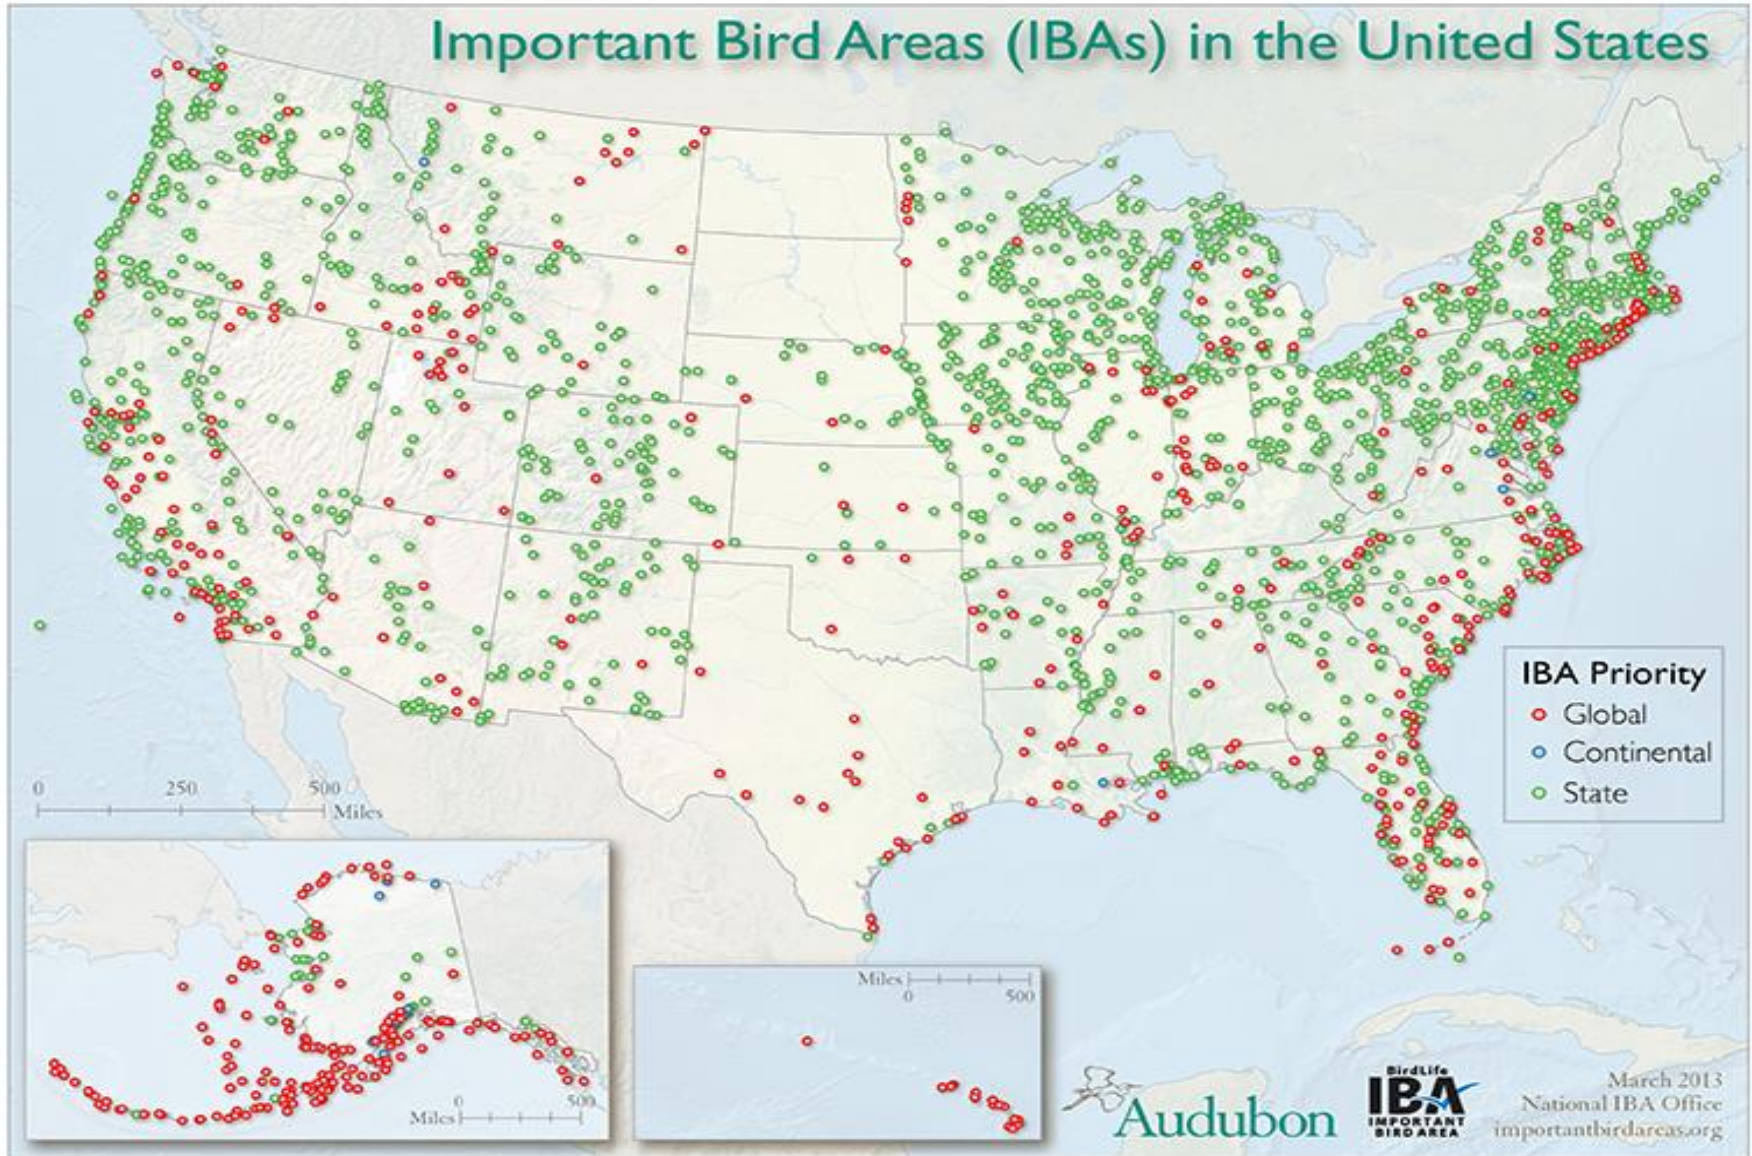 Important Bird Areas (IBAs) in the United States
IBA Priority
Global
Continental
State
0 250 500
Miles
0 500
Miles
Miles
0 500
Audubon
BirdLife
IBA
IMPORTANT
BIRD AREA
March 2013
National IBA Office
importantbirdareas.org